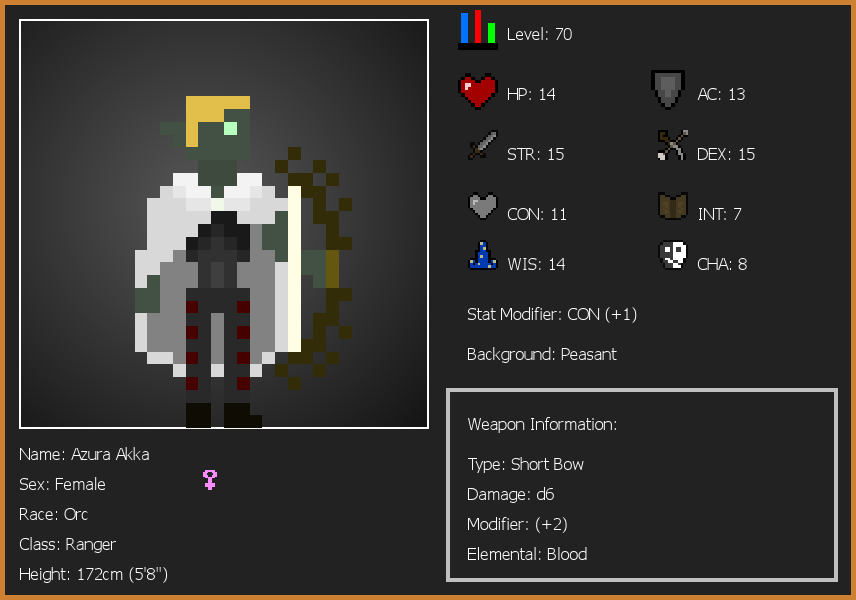 Level: 70
HP: 14
AC: 13
STR: 15
DEX: 15
CON: 11
INT: 7
WIS: 14
CHA: 8
Stat Modifier: CON (+1)
Background: Peasant
Weapon Information:
Type: Short Bow
Damage: d6
Modifier: (+2)
Elemental: Blood
Name: Azura Akka
Sex: Female
Race: Orc
Class: Ranger
Height: 172cm (5'8")